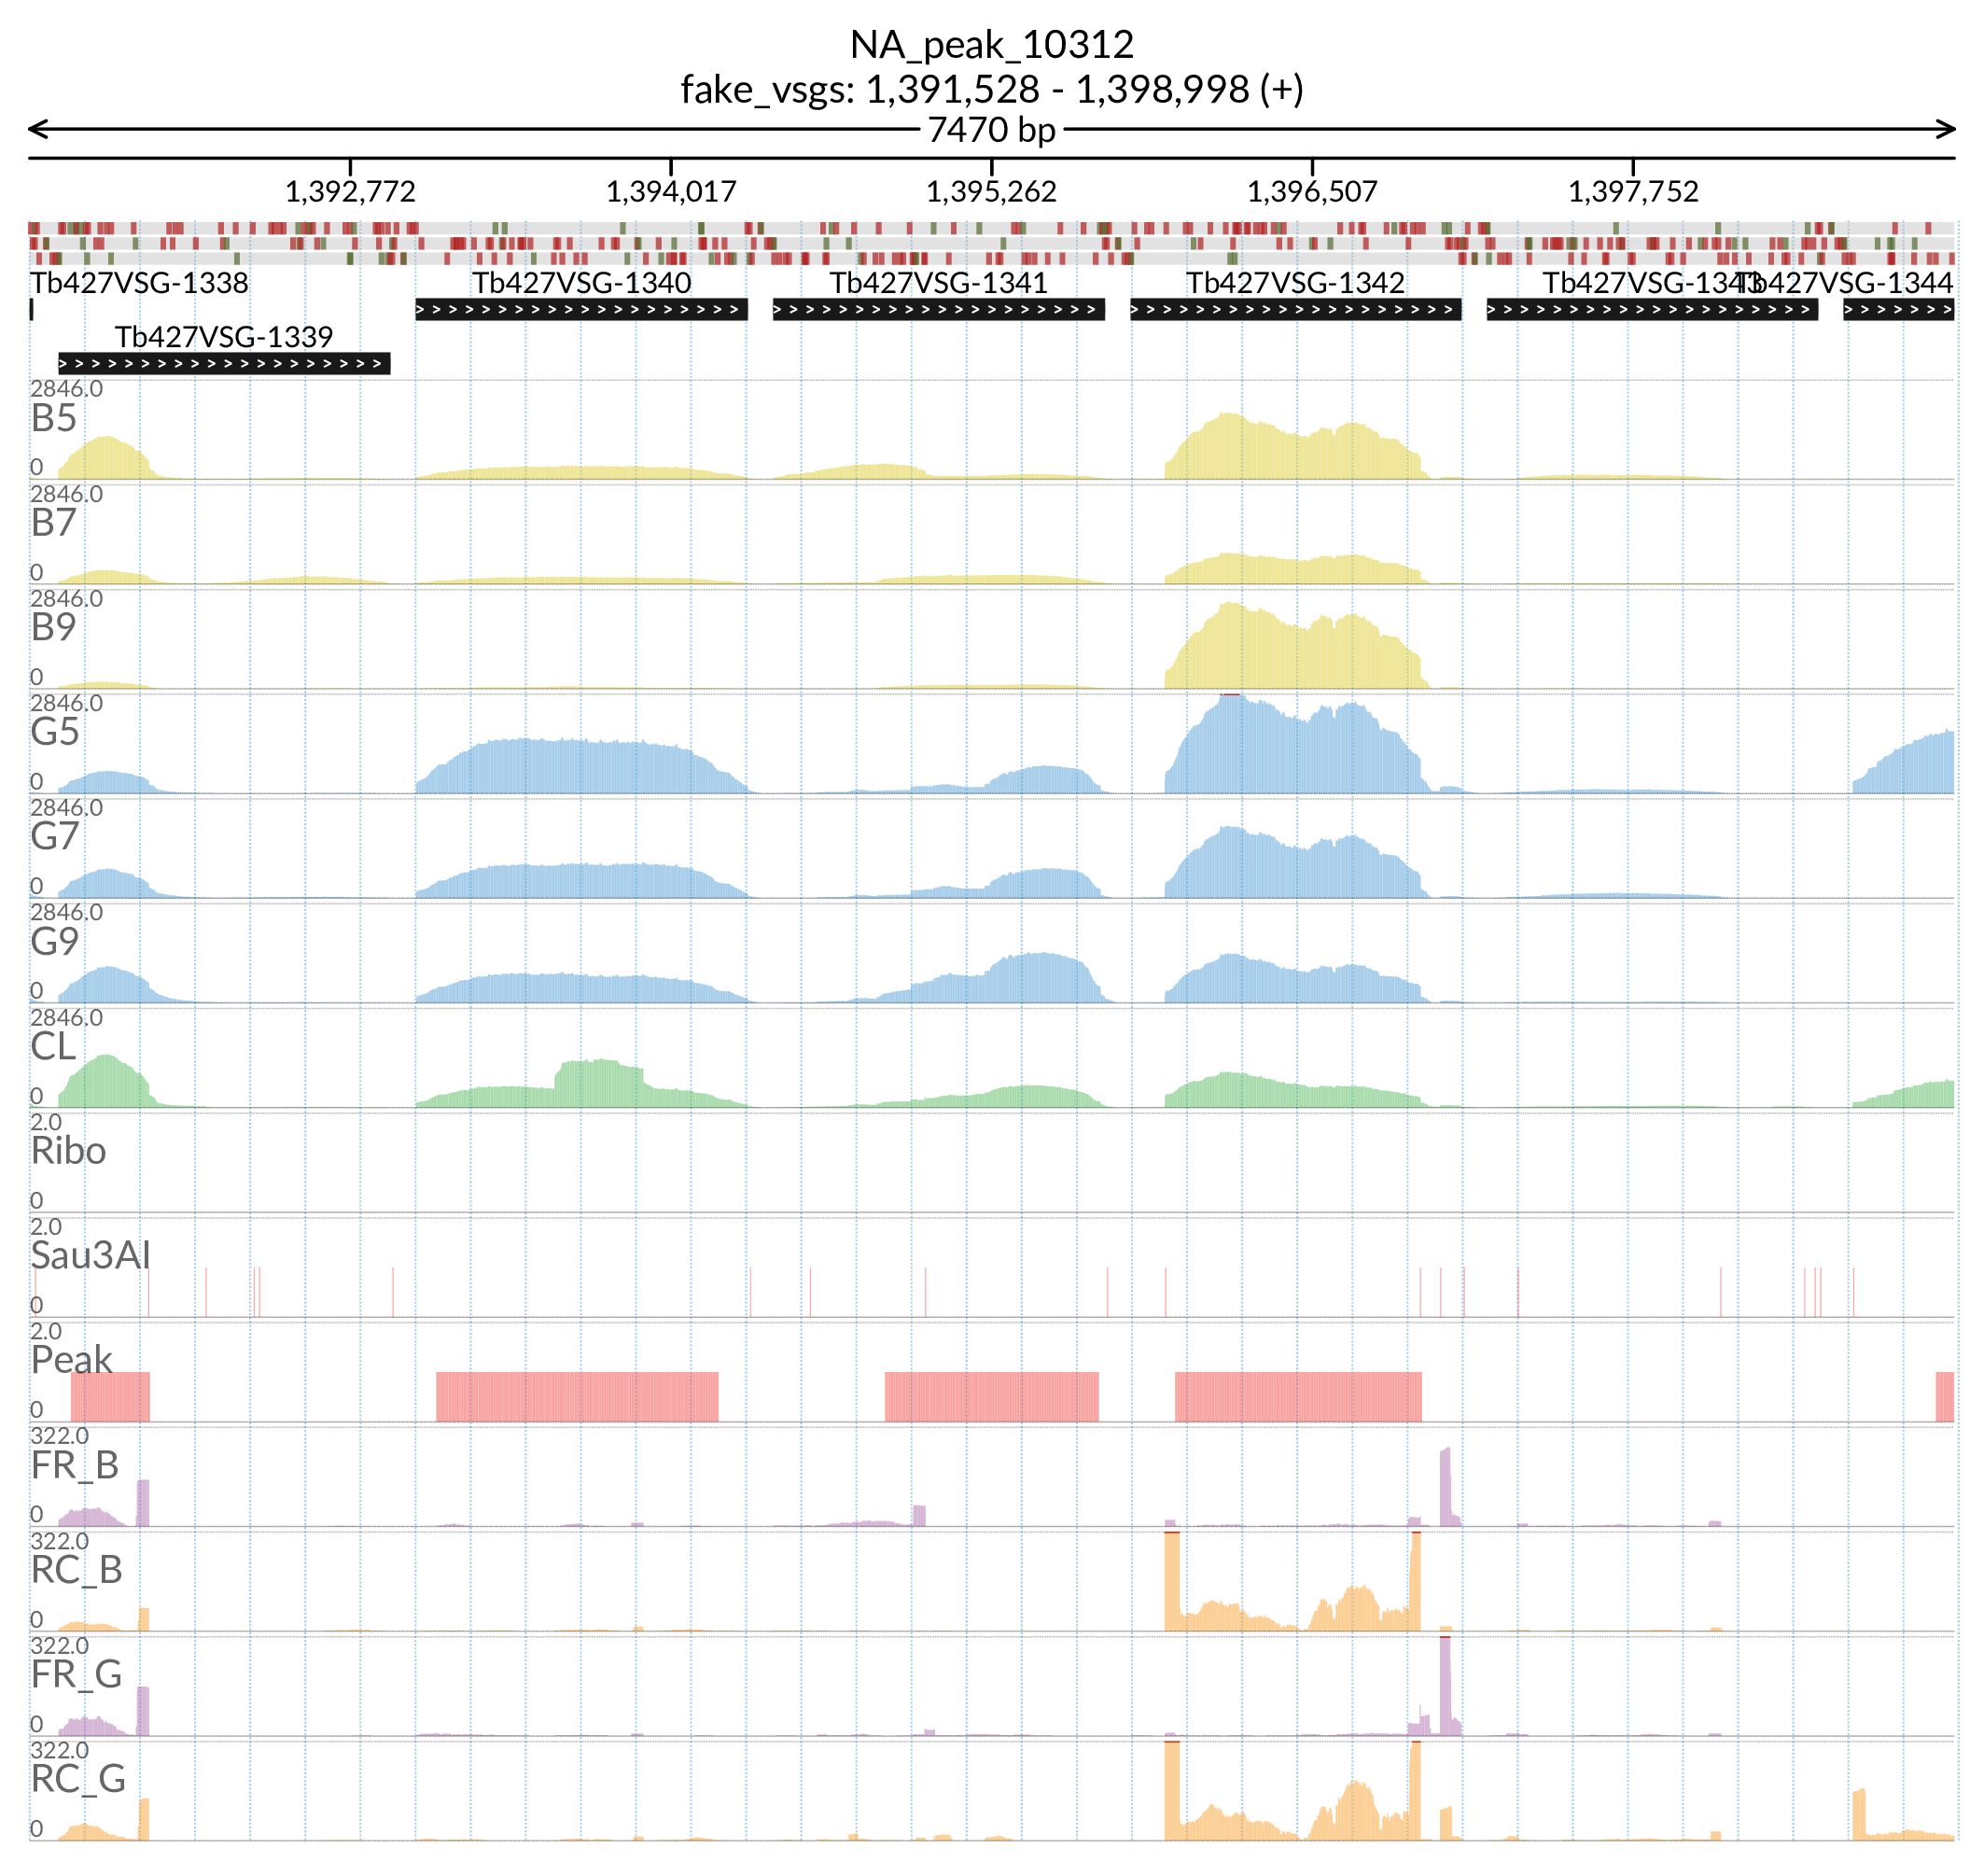 NA_peak_10312
fake_vsgs: 1,391,528 - 1,398,998 (+)
7470 bp
1,392,772 1,394,017 1,395,262 1,396,507 1,397,752
Tb427VSG-1338 Tb427VSG-1340 Tb427VSG-1341 Tb427VSG-1342 Tb427VSG-1343 Tb427VSG-1344
Tb427VSG-1339
2846.0
B5
0
2846.0
B7
0
2846.0
B9
0
2846.0
G5
0
2846.0
G7
0
2846.0
G9
0
2846.0
CL
0
2.0
Ribo
0
2.0
Sau3AI
0
2.0
Peak
0
322.0
FR_B
0
322.0
RC_B
0
322.0
FR_G
0
322.0
RC_G
0